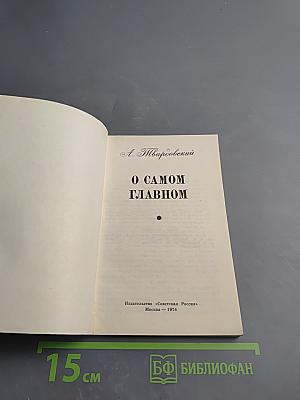 А. Твардовский
О САМОМ
ГЛАВНОМ
Издательство «Советская Россия»
Москва — 1974
15 см
БФ БИБЛИОФАН